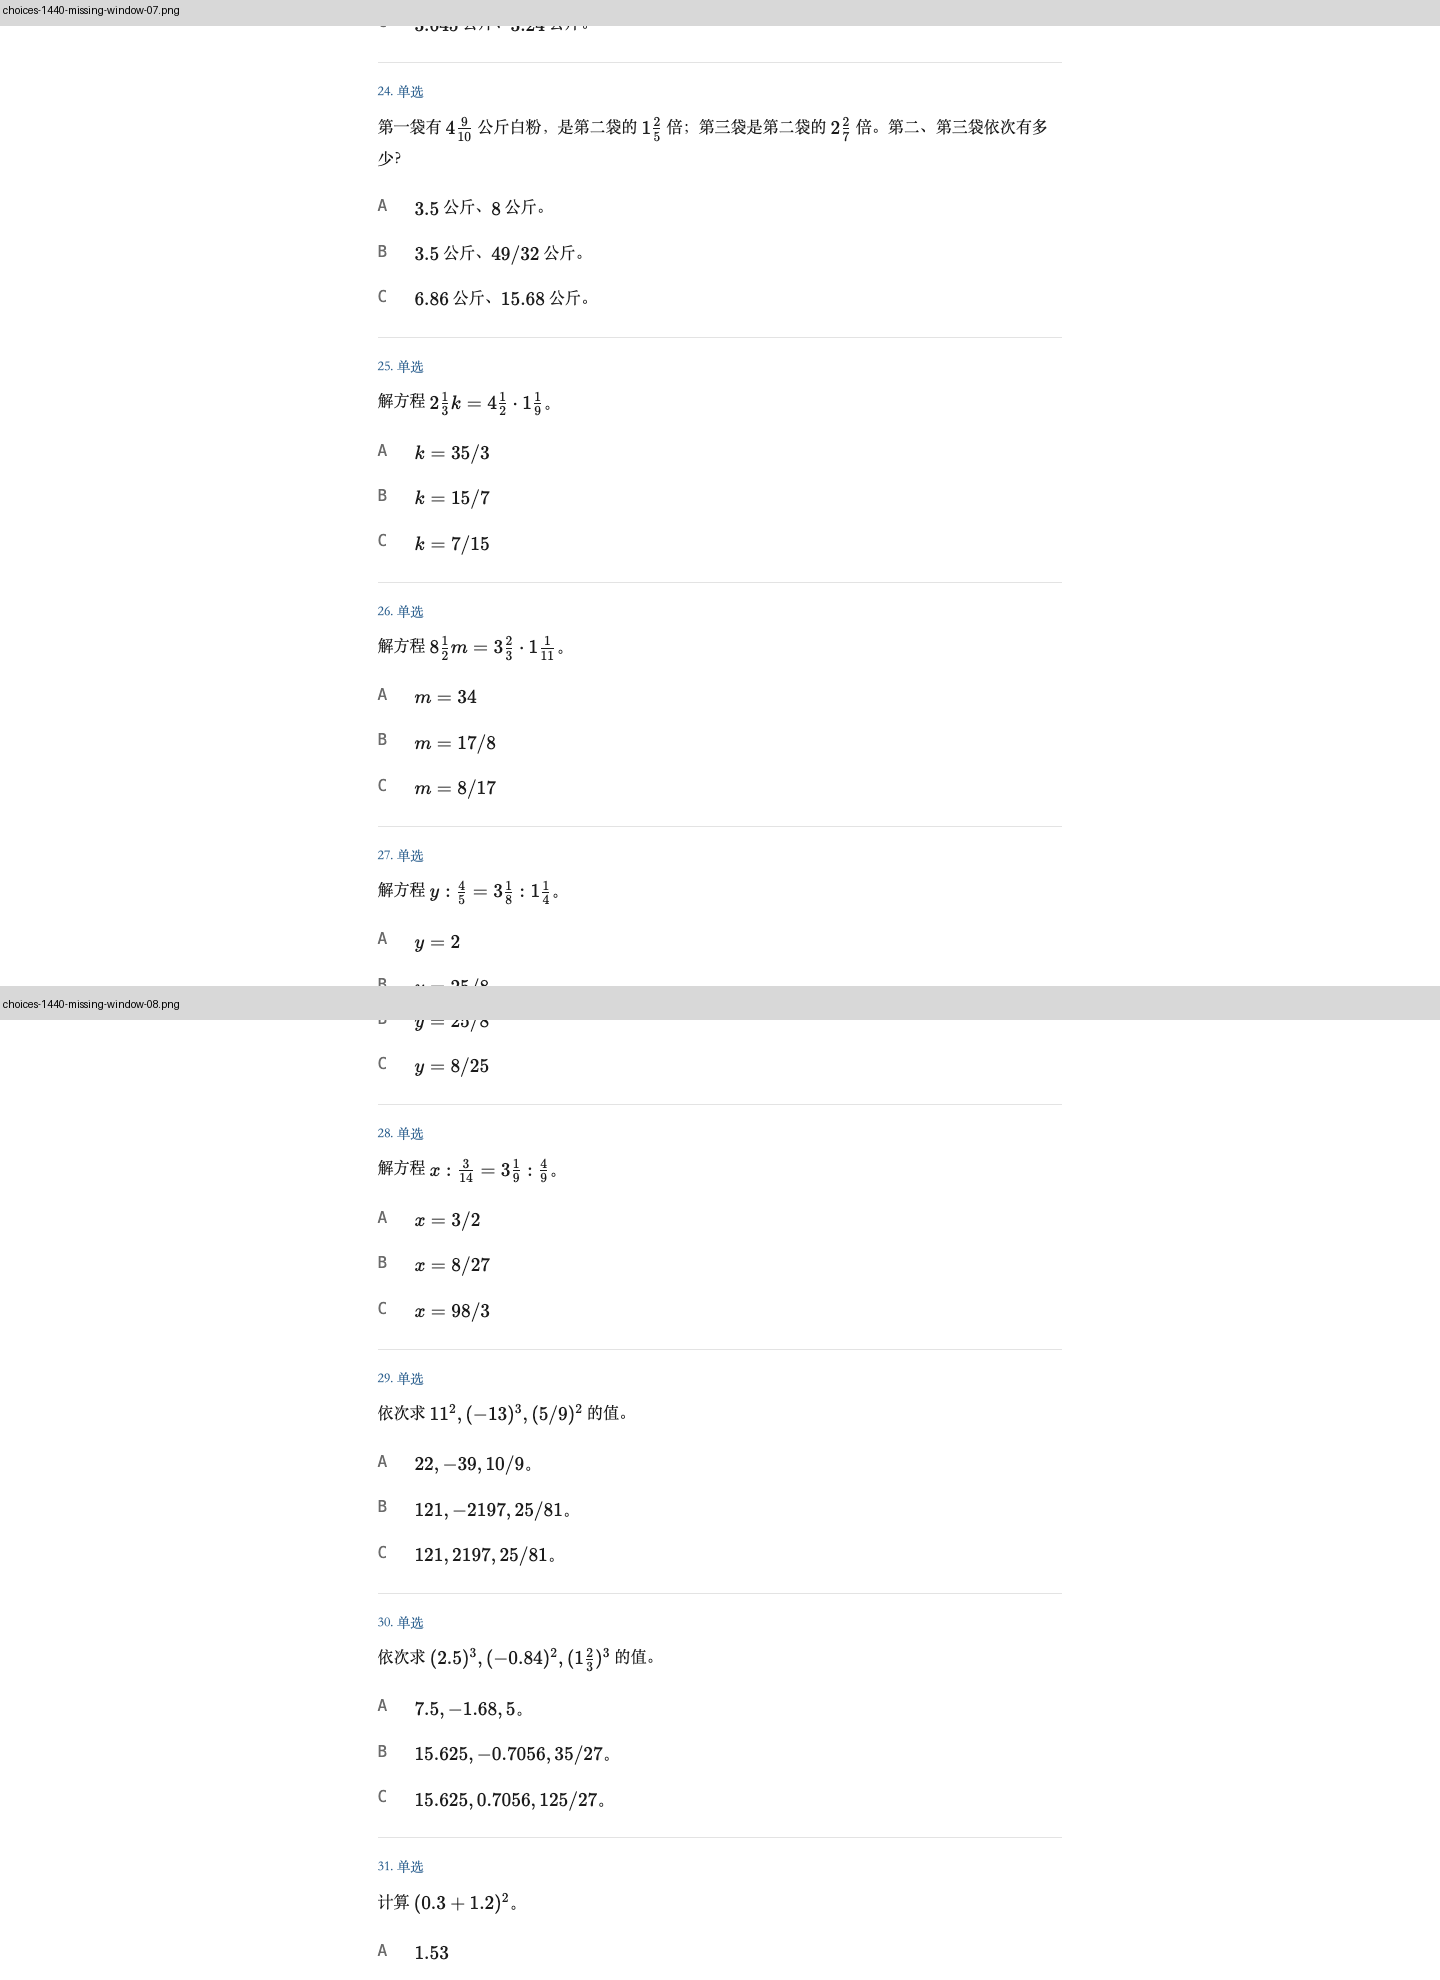 choices-1440-missing-window-07.png
24. 单选
第一袋有 4 9/10 公斤白粉，是第二袋的 1 2/5 倍；第三袋是第二袋的 2 2/7 倍。第二、第三袋依次有多
少？
A 3.5 公斤、8 公斤。
B 3.5 公斤、49/32 公斤。
C 6.86 公斤、15.68 公斤。
25. 单选
解方程 2 1/3 k = 4 1/2 · 1 1/9。
A k = 35/3
B k = 15/7
C k = 7/15
26. 单选
解方程 8 1/2 m = 3 2/3 · 1 1/11。
A m = 34
B m = 17/8
C m = 8/17
27. 单选
解方程 y : 4/5 = 3 1/8 : 1 1/4。
A y = 2
B y = 25/8
choices-1440-missing-window-08.png
B y = 25/8
C y = 8/25
28. 单选
解方程 x : 3/14 = 3 1/9 : 4/9。
A x = 3/2
B x = 8/27
C x = 98/3
29. 单选
依次求 11², (−13)³, (5/9)² 的值。
A 22, −39, 10/9。
B 121, −2197, 25/81。
C 121, 2197, 25/81。
30. 单选
依次求 (2.5)³, (−0.84)², (1 2/3)³ 的值。
A 7.5, −1.68, 5。
B 15.625, −0.7056, 35/27。
C 15.625, 0.7056, 125/27。
31. 单选
计算 (0.3 + 1.2)²。
A 1.53